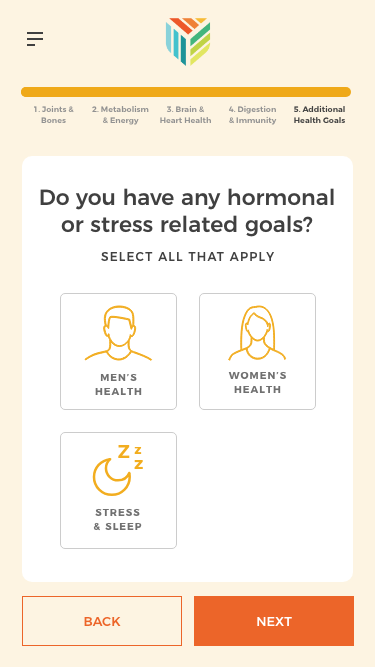 1. Joints &
Bones
2. Metabolism
& Energy
3. Brain &
Heart Health
4. Digestion
& Immunity
5. Additional
Health Goals
Do you have any hormonal
or stress related goals?
SELECT ALL THAT APPLY
MEN'S
HEALTH
WOMEN'S
HEALTH
Z z
z
STRESS
& SLEEP
BACK
NEXT